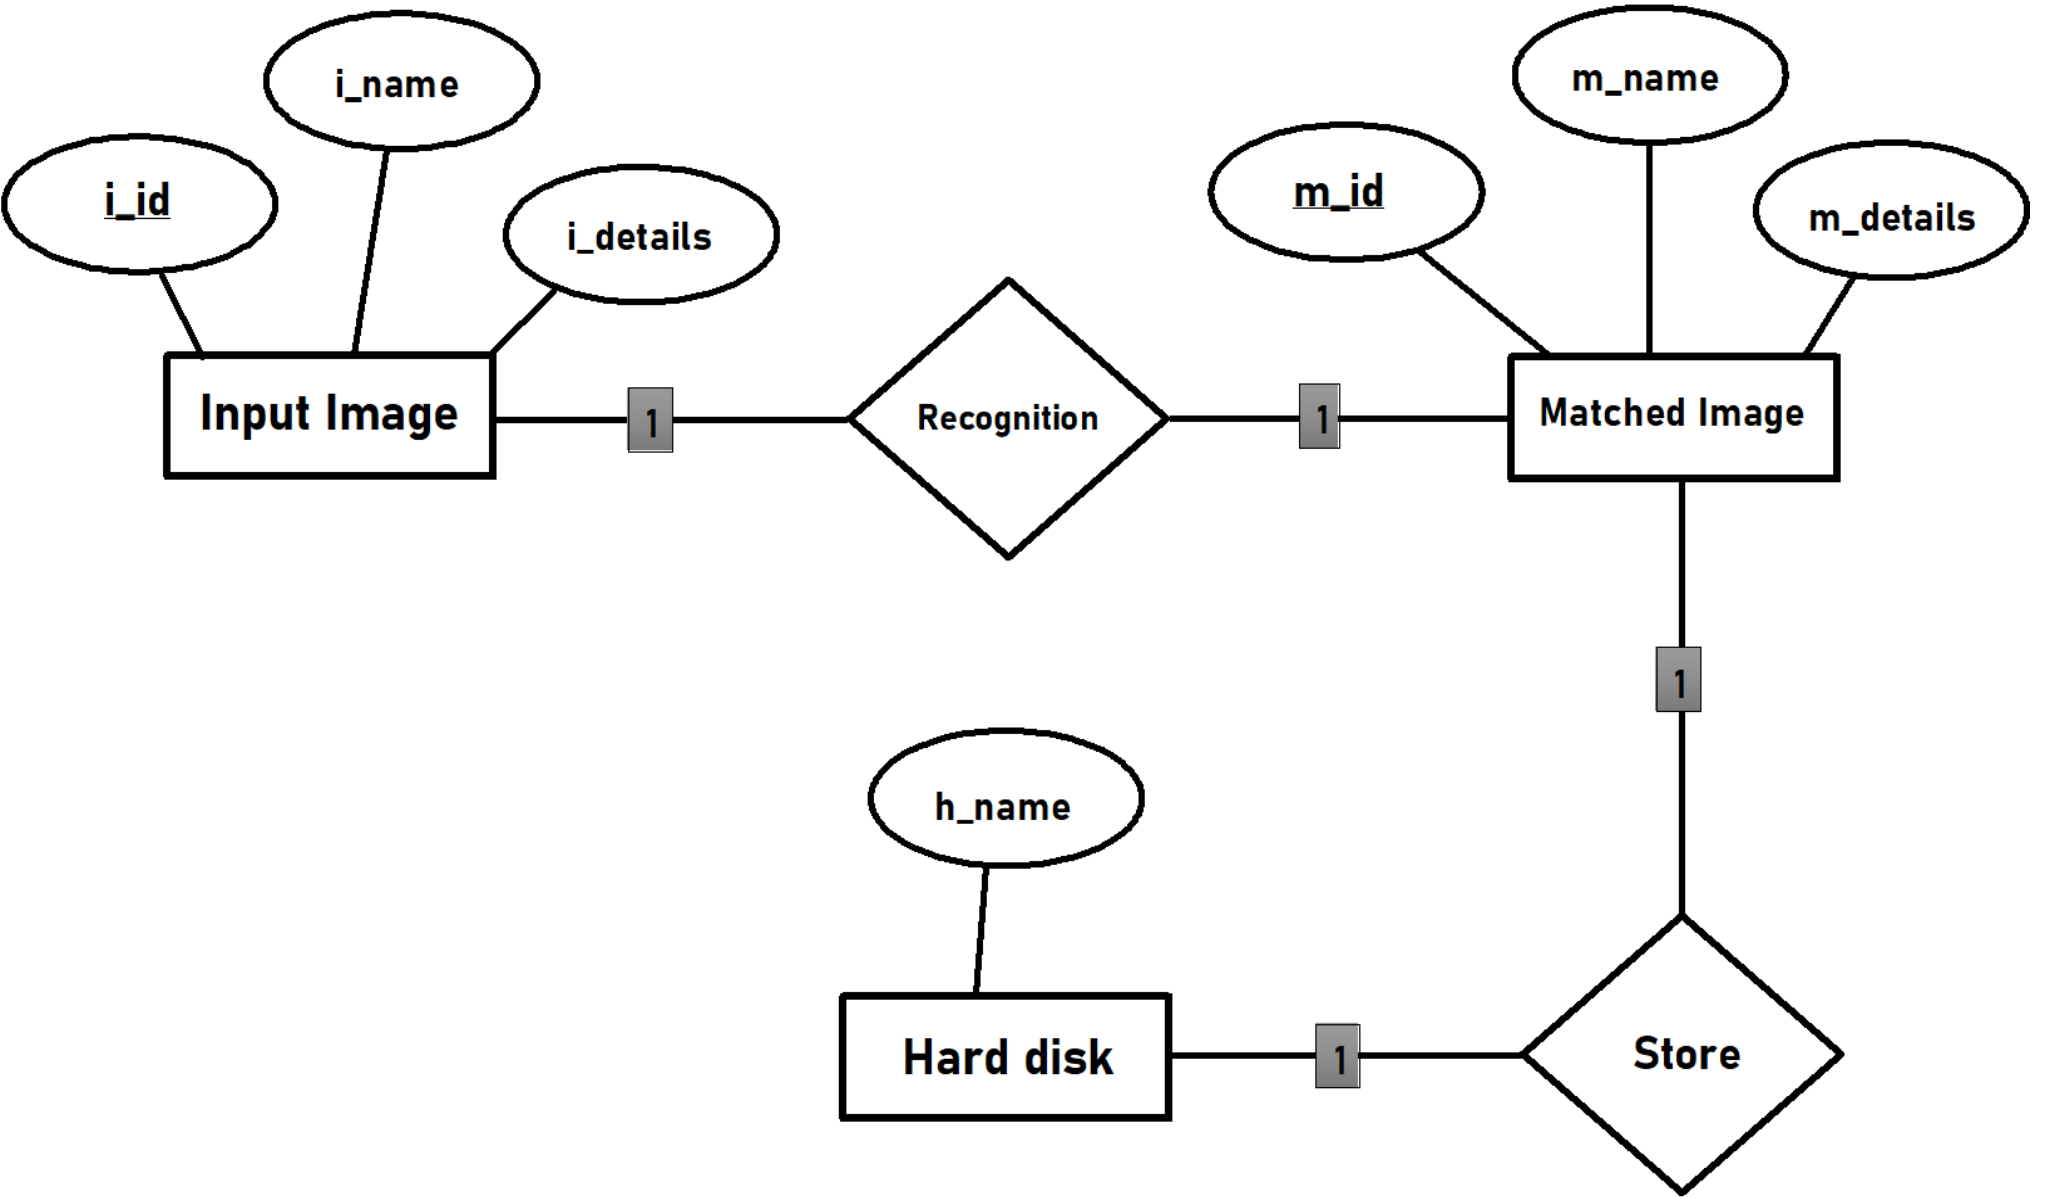 i_name
m_name
i_id
m_id
m_details
i_details
Input Image
1
Recognition
1
Matched Image
1
h_name
Hard disk
1
Store